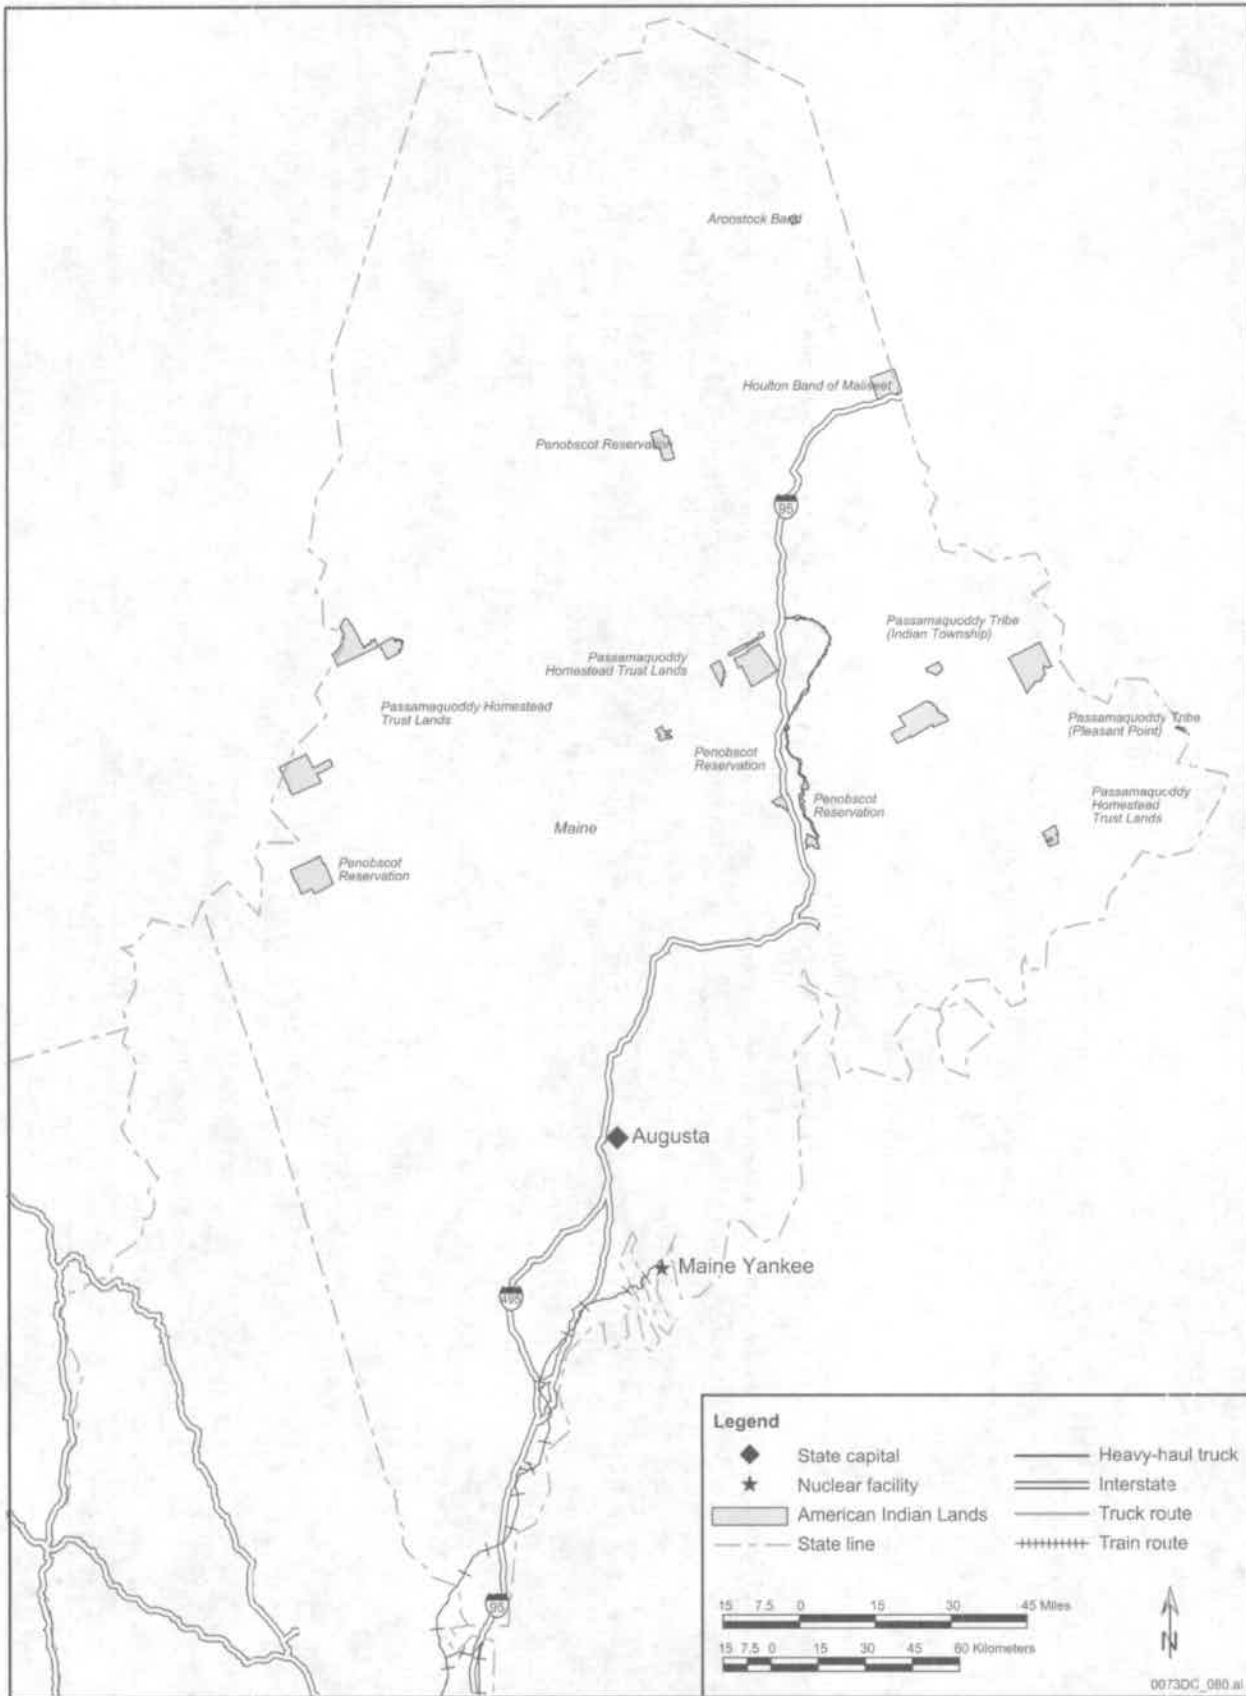 Aroostock Band
Houlton Band of Maliseet
Penobscot Reservation
95
Passamaquoddy Tribe
(Indian Township)
Passamaquoddy
Homestead Trust Lands
Passamaquoddy Homestead
Trust Lands
Passamaquoddy Tribe
(Pleasant Point)
Penobscot
Reservation
Penobscot
Reservation
Passamaquoddy
Homestead
Trust Lands
Maine
Penobscot
Reservation
Augusta
Maine Yankee
495
95
Legend
State capital
Nuclear facility
American Indian Lands
State line
Heavy-haul truck
Interstate
Truck route
Train route
15 7.5 0 15 30 45 Miles
15 7.5 0 15 30 45 60 Kilometers
N
0073DC_080.ai